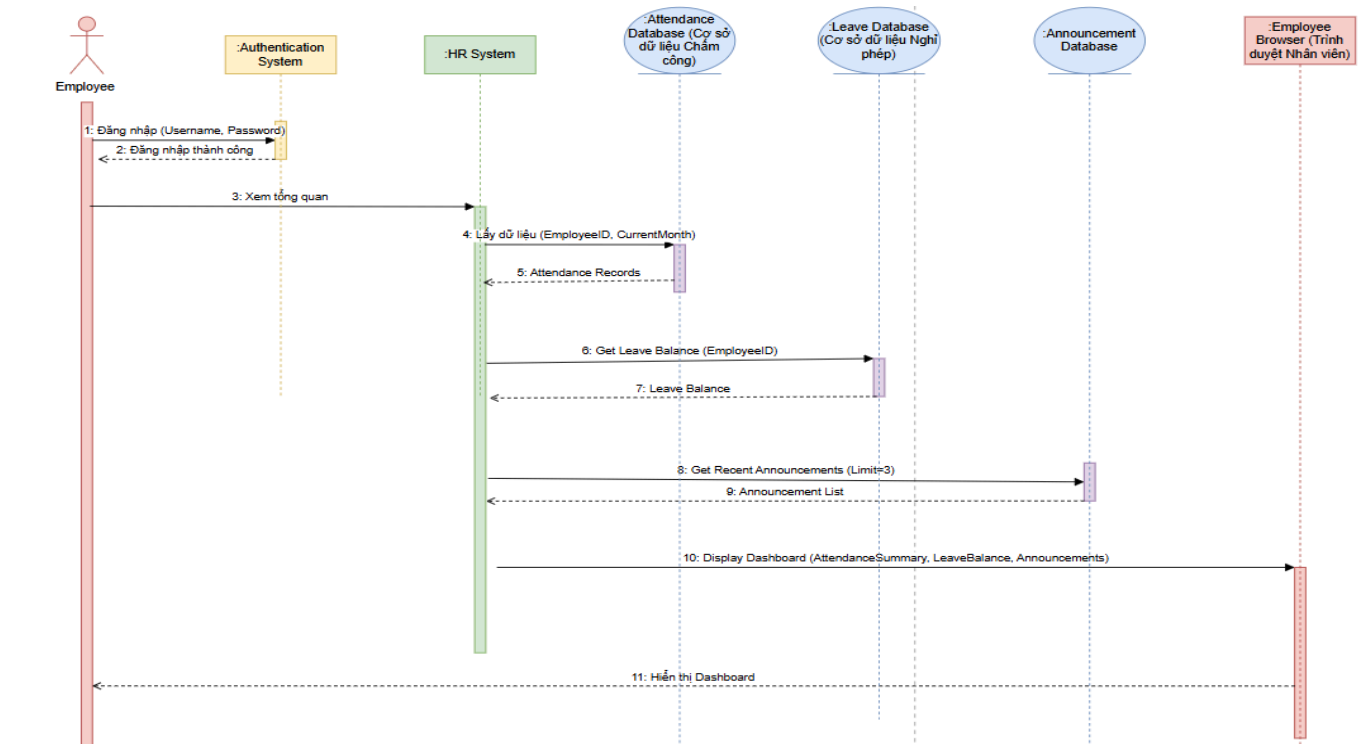 Employee
:Authentication
System
:HR System
:Attendance
Database (Cơ sở
dữ liệu Chấm
công)
:Leave Database
(Cơ sở dữ liệu Nghỉ
phép)
:Announcement
Database
:Employee
Browser (Trình
duyệt Nhân viên)
1: Đăng nhập (Username, Password)
2: Đăng nhập thành công
3: Xem tổng quan
4: Lấy dữ liệu (EmployeeID, CurrentMonth)
5: Attendance Records
6: Get Leave Balance (EmployeeID)
7: Leave Balance
8: Get Recent Announcements (Limit=3)
9: Announcement List
10: Display Dashboard (AttendanceSummary, LeaveBalance, Announcements)
11: Hiển thị Dashboard